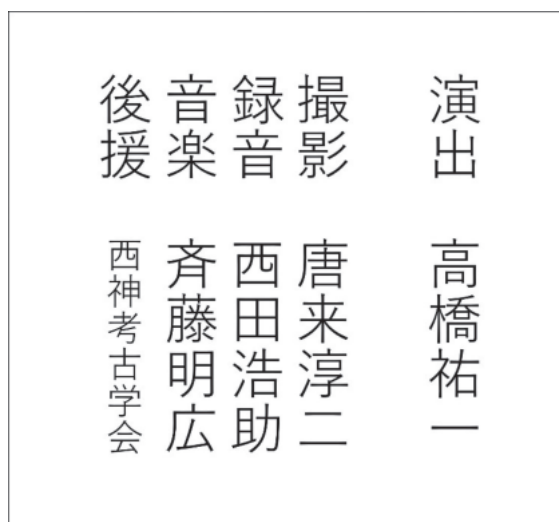 演出 高橋祐一
撮影 唐来淳二
録音 西田浩助
音楽 斉藤明広
後援 西神考古学会